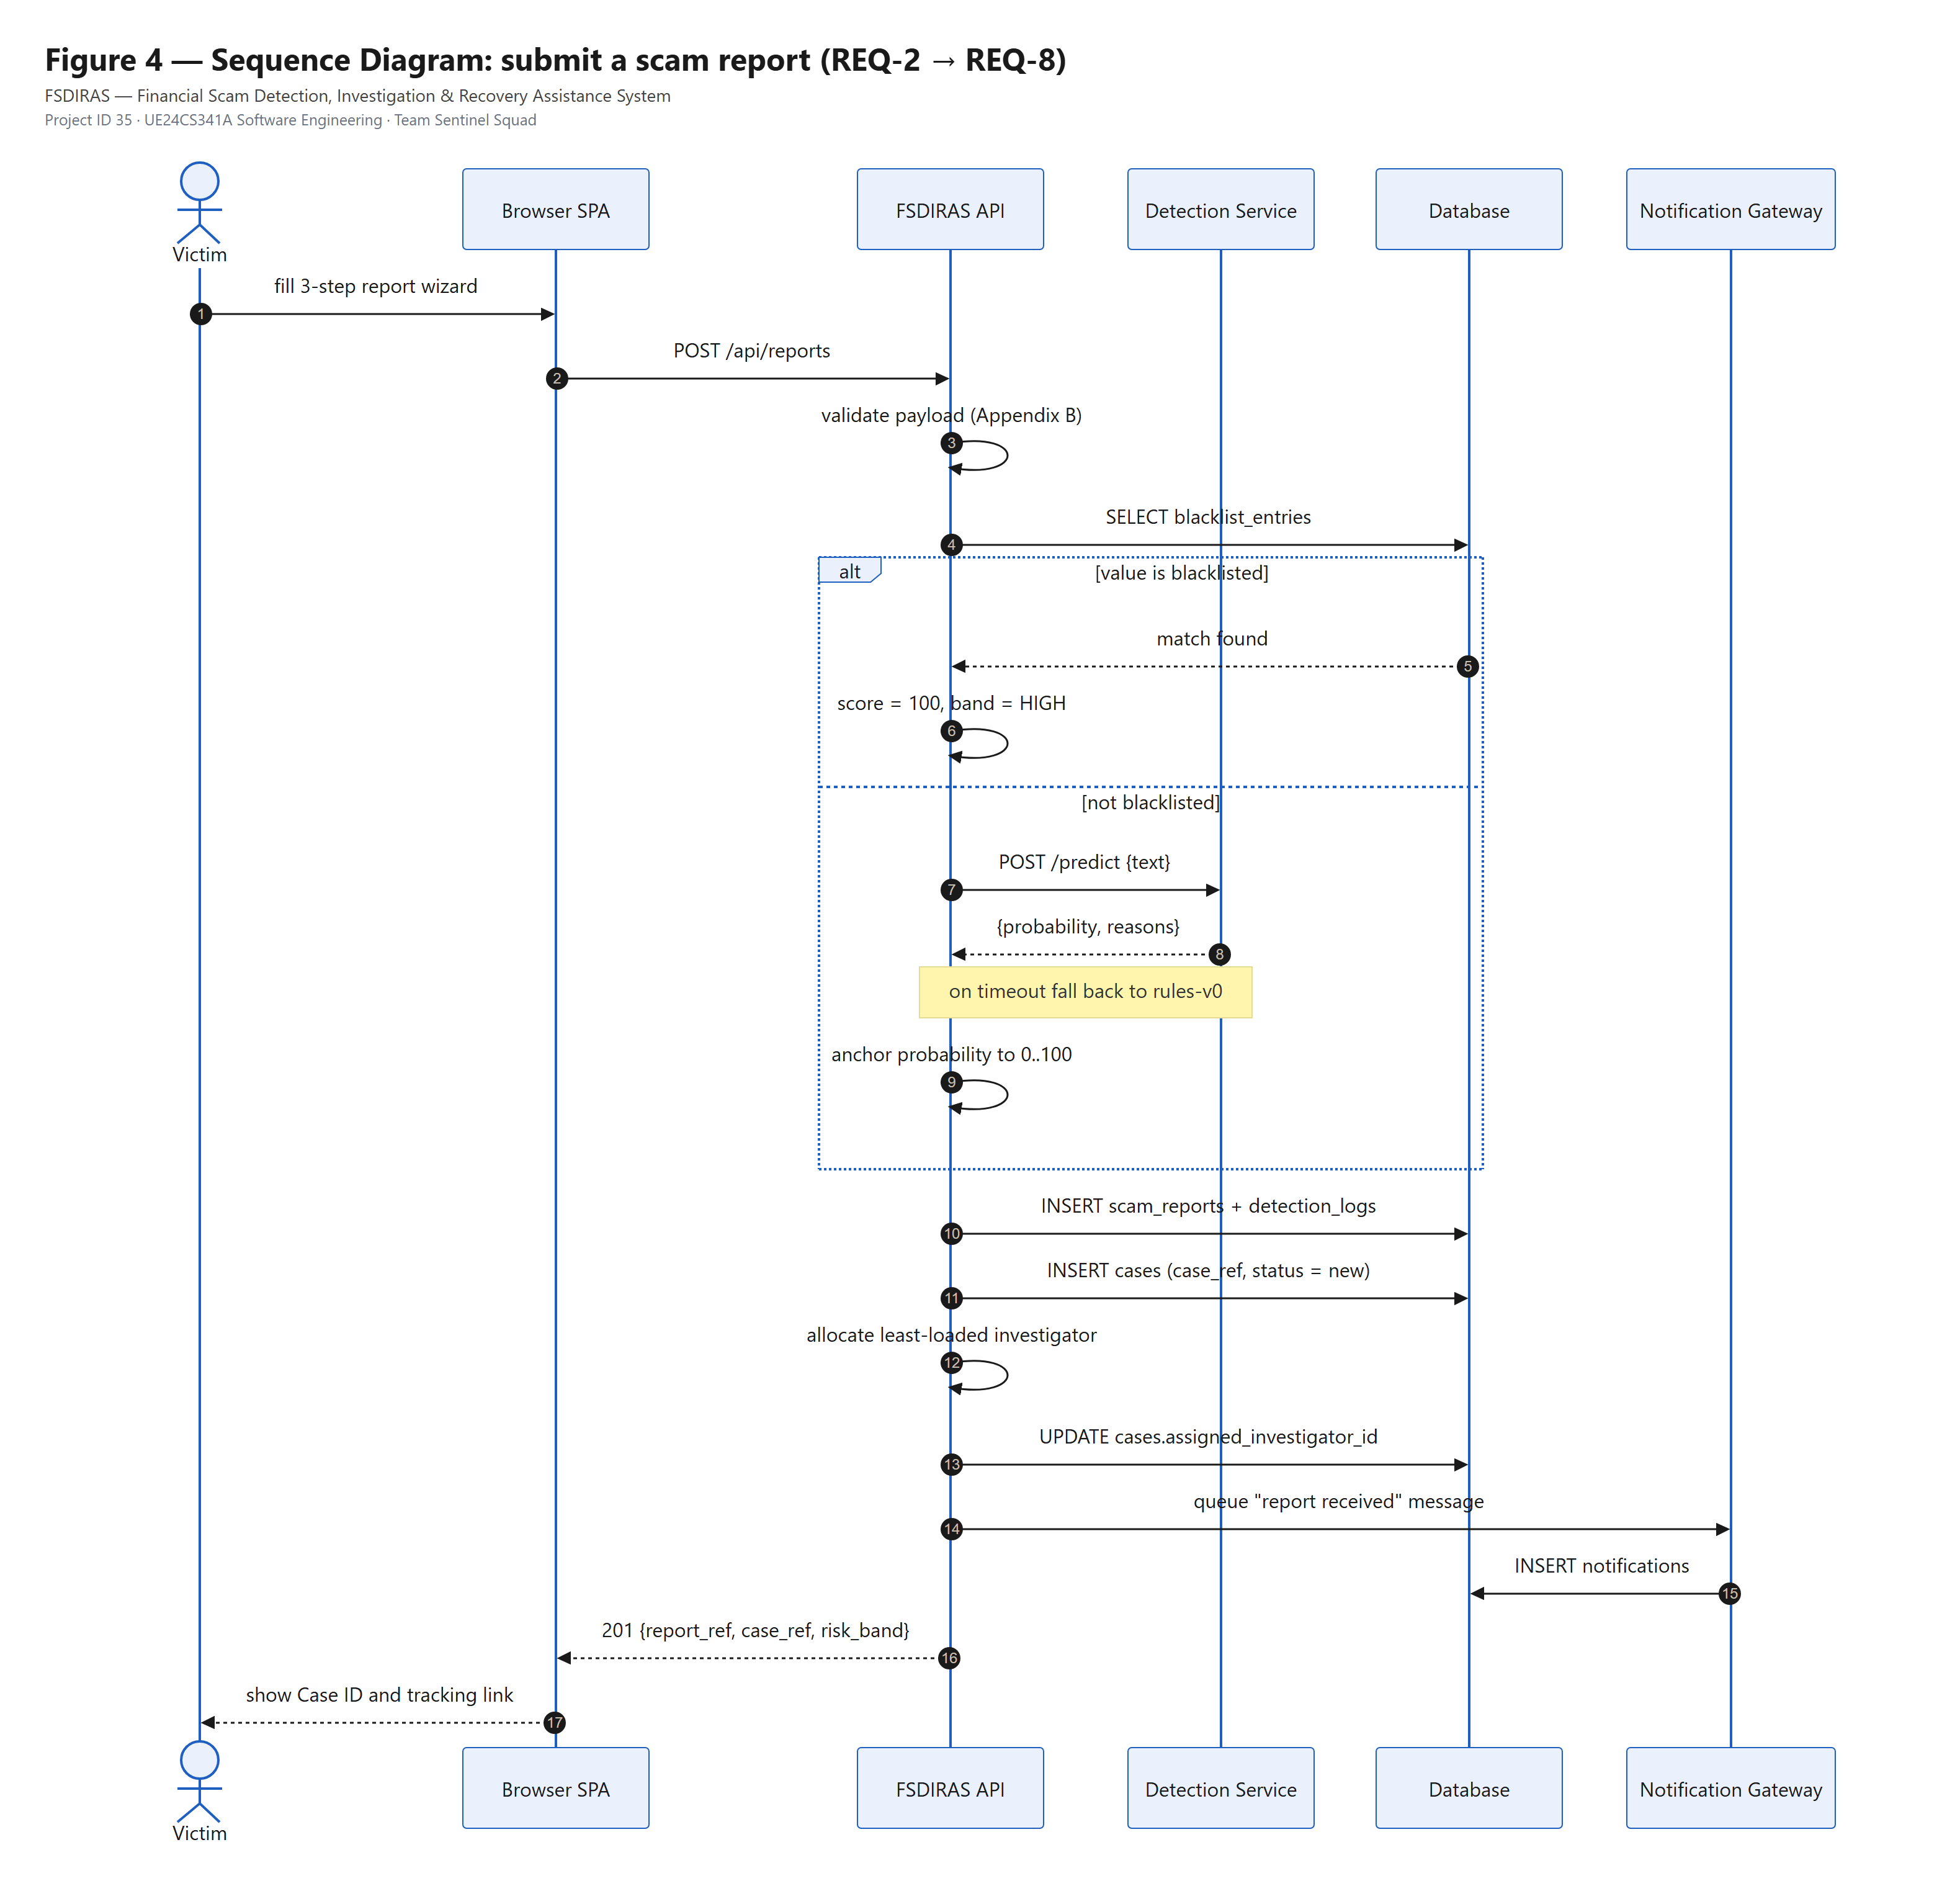 Figure 4 — Sequence Diagram: submit a scam report (REQ-2 → REQ-8)
FSDIRAS — Financial Scam Detection, Investigation & Recovery Assistance System
Project ID 35 · UE24CS341A Software Engineering · Team Sentinel Squad
Browser SPA
FSDIRAS API
Detection Service
Database
Notification Gateway
Victim
fill 3-step report wizard
1
POST /api/reports
2
validate payload (Appendix B)
3
SELECT blacklist_entries
4
alt
[value is blacklisted]
match found
5
score = 100, band = HIGH
6
[not blacklisted]
POST /predict {text}
7
{probability, reasons}
8
on timeout fall back to rules-v0
anchor probability to 0..100
9
INSERT scam_reports + detection_logs
10
INSERT cases (case_ref, status = new)
11
allocate least-loaded investigator
12
UPDATE cases.assigned_investigator_id
13
queue "report received" message
14
INSERT notifications
15
201 {report_ref, case_ref, risk_band}
16
show Case ID and tracking link
17
Browser SPA
FSDIRAS API
Detection Service
Database
Notification Gateway
Victim